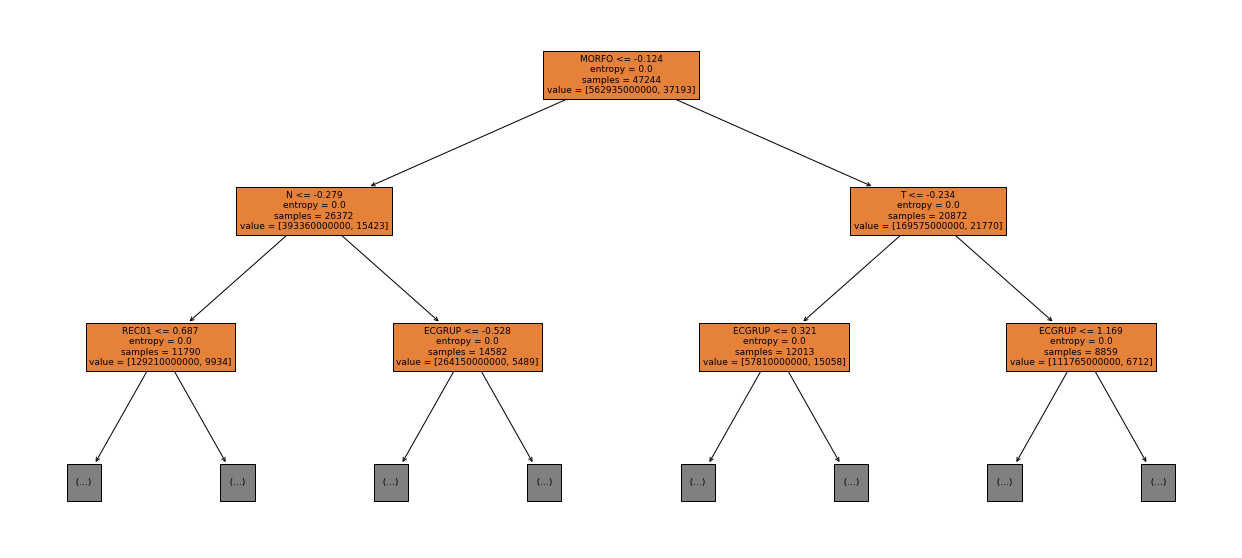 MORFO <= -0.124
entropy = 0.0
samples = 47244
value = [562935000000, 37193]
N <= -0.279
entropy = 0.0
samples = 26372
value = [393360000000, 15423]
T <= -0.234
entropy = 0.0
samples = 20872
value = [169575000000, 21770]
REC01 <= 0.687
entropy = 0.0
samples = 11790
value = [129210000000, 9934]
ECGRUP <= -0.528
entropy = 0.0
samples = 14582
value = [264150000000, 5489]
ECGRUP <= 0.321
entropy = 0.0
samples = 12013
value = [57810000000, 15058]
ECGRUP <= 1.169
entropy = 0.0
samples = 8859
value = [111765000000, 6712]
(...)
(...)
(...)
(...)
(...)
(...)
(...)
(...)